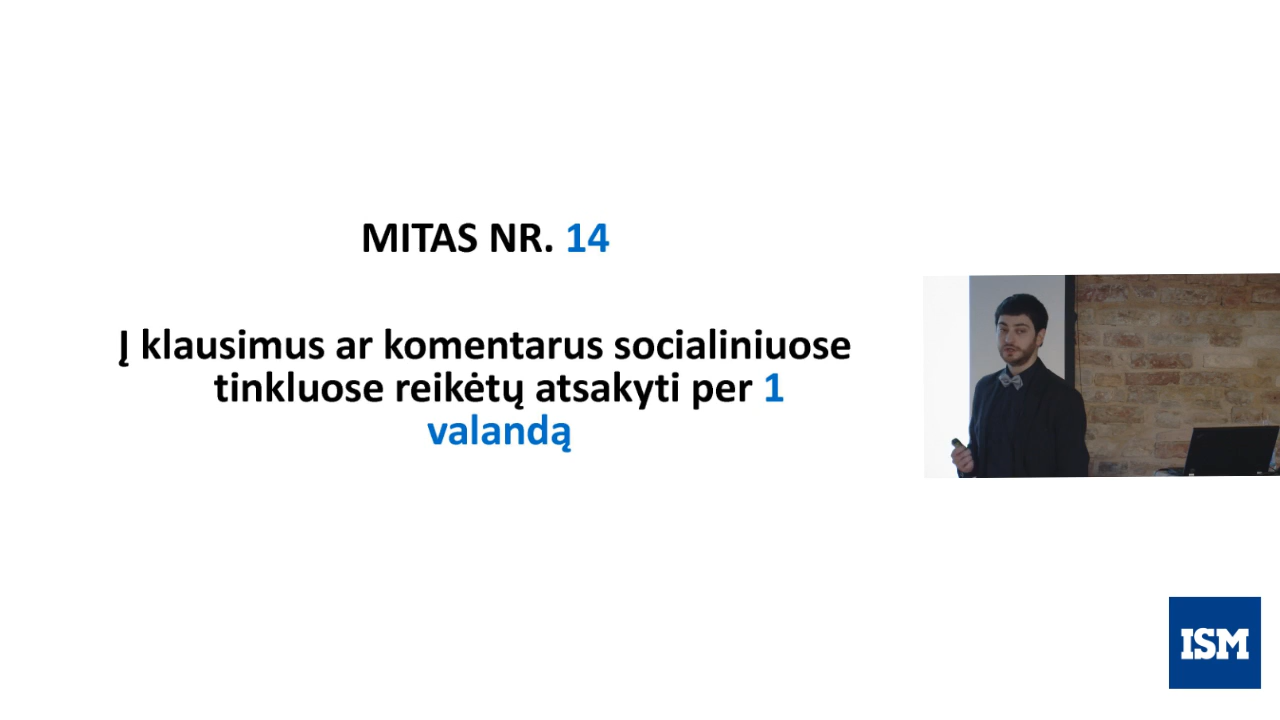 MITAS NR. 14
Į klausimus ar komentarus socialiniuose
tinkluose reikėtų atsakyti per 1
valandą
ISM